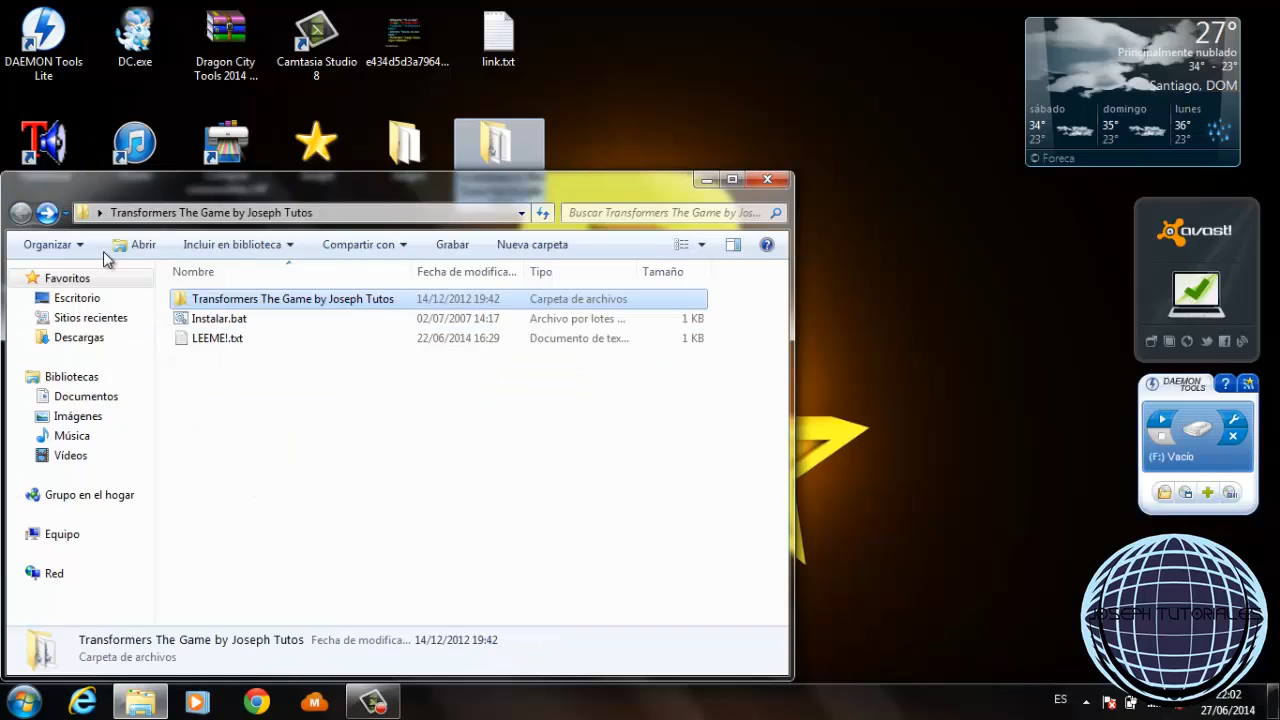 DAEMON Tools
Lite
DC.exe
Dragon City
Tools 2014 ...
Camtasia Studio
8
e434d5d3a7354...
link.txt
27°
Principalmente nublado
34° - 23°
Santiago, DOM
sábado domingo lunes
34° 35° 36°
23° 23° 23°
© Foreca
Transformers The Game by Joseph Tutos
Buscar Transformers The Game by Jos...
Organizar Abrir Incluir en biblioteca Compartir con Grabar Nueva carpeta
Nombre Fecha de modifica... Tipo Tamaño
Transformers The Game by Joseph Tutos 14/12/2012 19:42 Carpeta de archivos
Instalar.bat 02/07/2007 14:17 Archivo por lotes ... 1 KB
LEEME!.txt 22/06/2014 16:29 Documento de tex... 1 KB
Favoritos
Escritorio
Sitios recientes
Descargas
Bibliotecas
Documentos
Imágenes
Música
Vídeos
Grupo en el hogar
Equipo
Red
Transformers The Game by Joseph Tutos Fecha de modifica... 14/12/2012 19:42
Carpeta de archivos
avast!
DAEMON
TOOLS
(F:) Vacío
JOSEPH TUTORIALES
ES
22:02
27/06/2014